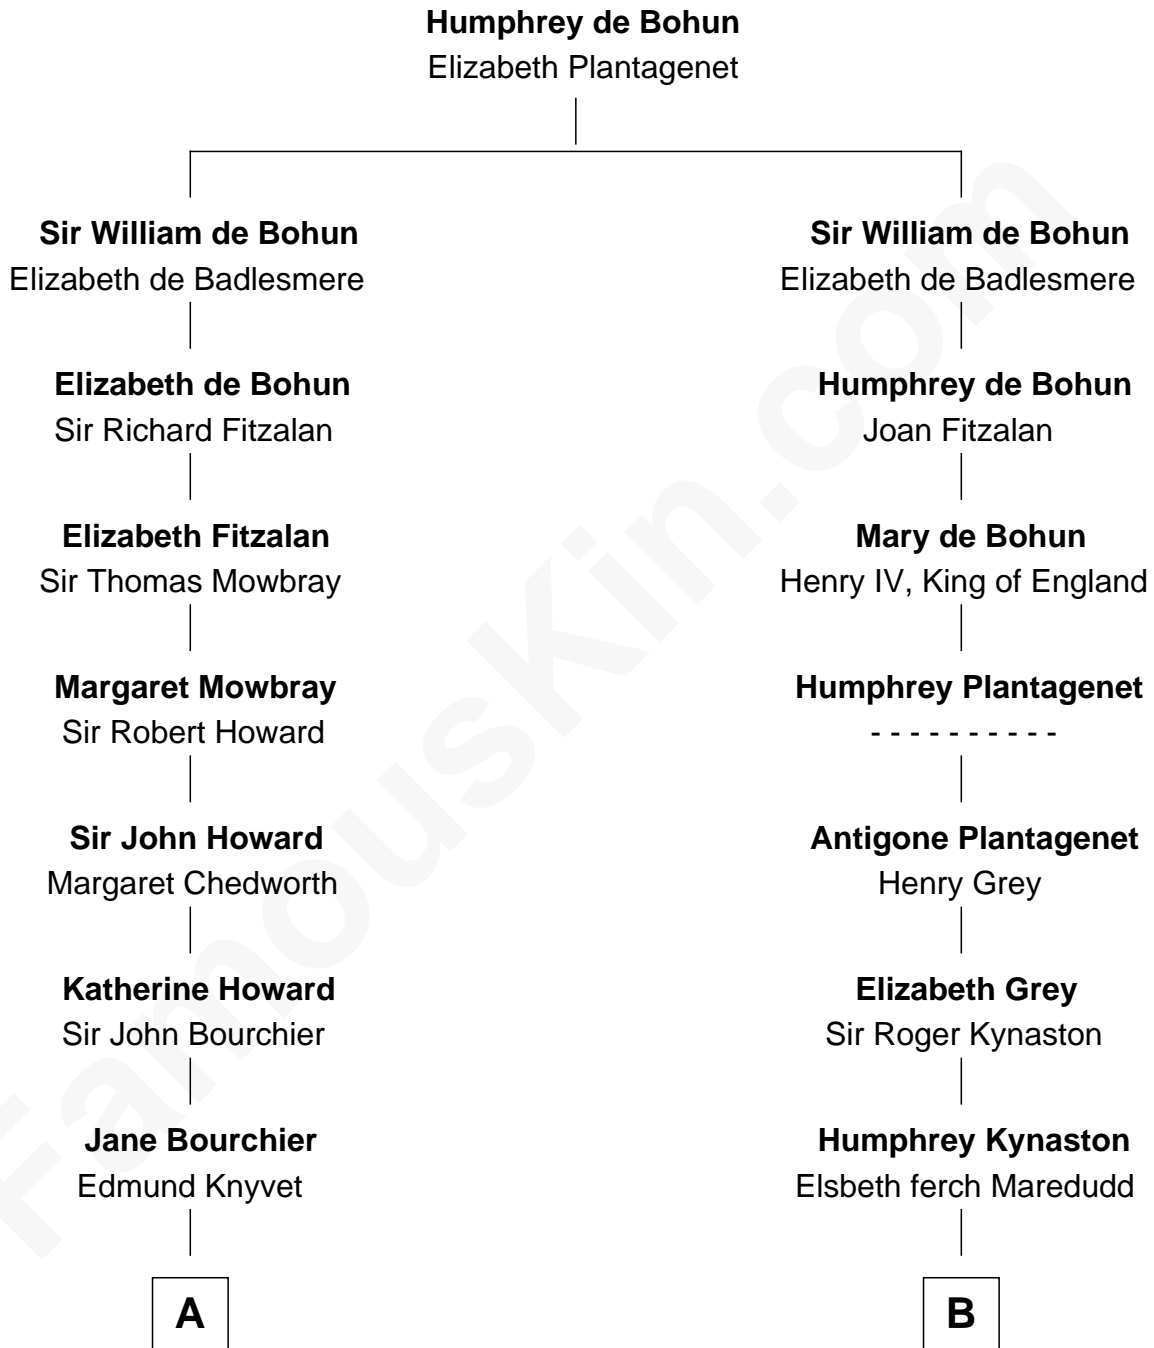 Humphrey de Bohun
Elizabeth Plantagenet
Sir William de Bohun
Elizabeth de Badlesmere
Elizabeth de Bohun
Sir Richard Fitzalan
Elizabeth Fitzalan
Sir Thomas Mowbray
Margaret Mowbray
Sir Robert Howard
Sir John Howard
Margaret Chedworth
Katherine Howard
Sir John Bourchier
Jane Bourchier
Edmund Knyvet
A
Sir William de Bohun
Elizabeth de Badlesmere
Humphrey de Bohun
Joan Fitzalan
Mary de Bohun
Henry IV, King of England
Humphrey Plantagenet
- - - - - - - - - -
Antigone Plantagenet
Henry Grey
Elizabeth Grey
Sir Roger Kynaston
Humphrey Kynaston
Elsbeth ferch Maredudd
B
FamousKin.com